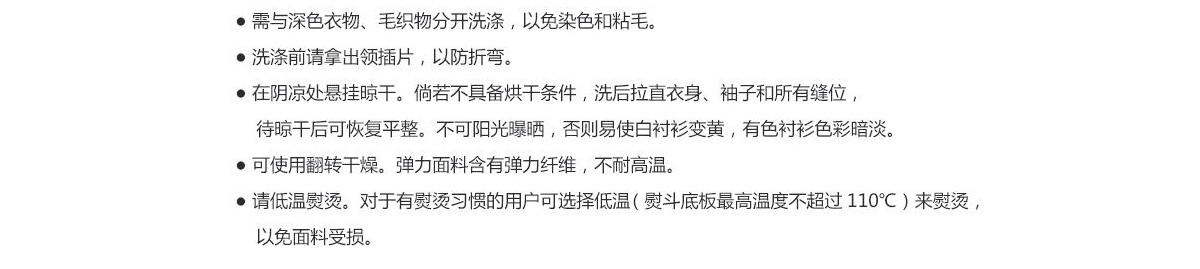 ● 需与深色衣物、毛织物分开洗涤，以免染色和粘毛。
● 洗涤前请拿出领插片，以防折弯。
● 在阴凉处悬挂晾干。倘若不具备烘干条件，洗后拉直衣身、袖子和所有缝位，
待晾干后可恢复平整。不可阳光曝晒，否则易使白衬衫变黄，有色衬衫色彩暗淡。
● 可使用翻转干燥。弹力面料含有弹力纤维，不耐高温。
● 请低温熨烫。对于有熨烫习惯的用户可选择低温（熨斗底板最高温度不超过 110℃）来熨烫，
以免面料受损。